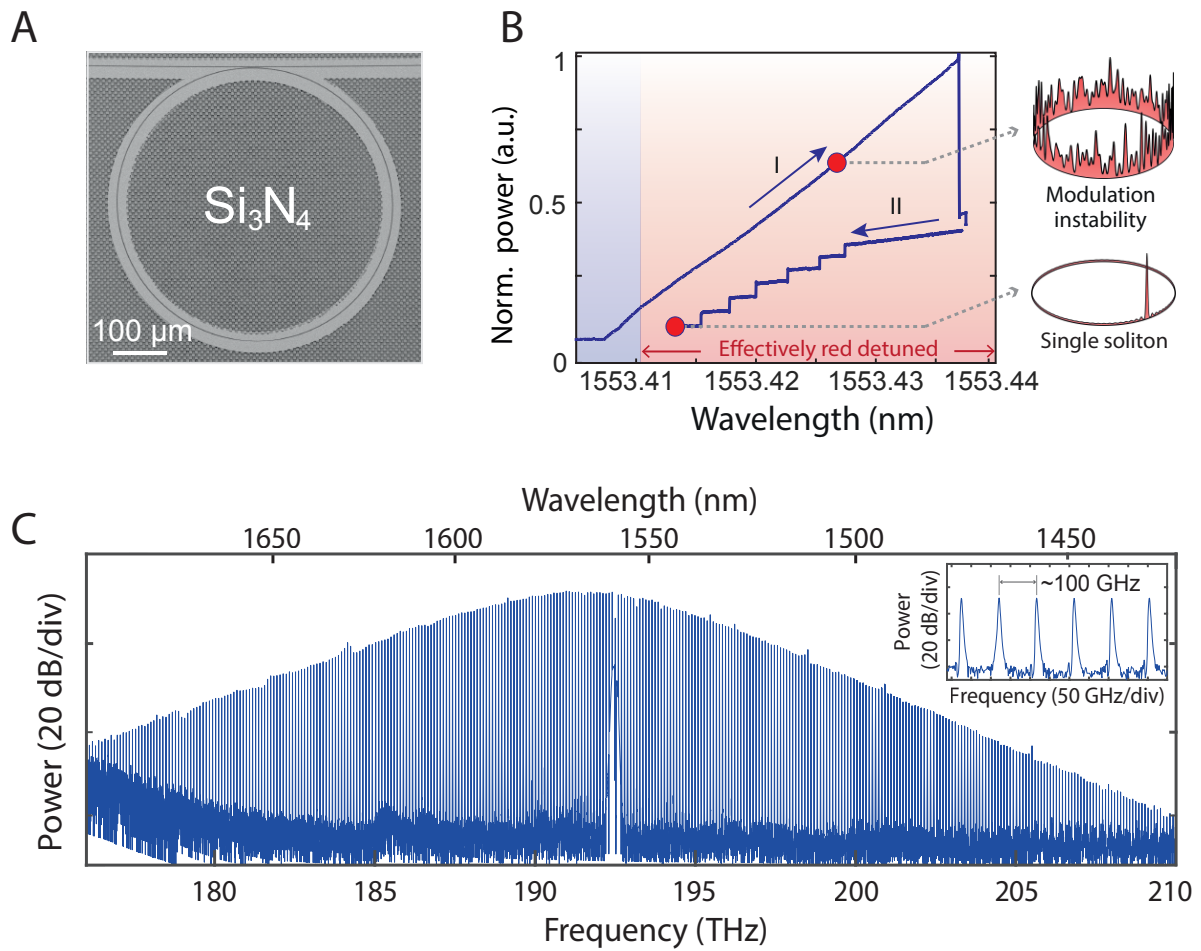 A
Si₃N₄
100 μm
B
Norm. power (a.u.)
1
0.5
0
I
II
Effectively red detuned
1553.41
1553.42
1553.43
1553.44
Wavelength (nm)
Modulation
instability
Single soliton
C
Wavelength (nm)
1650
1600
1550
1500
1450
Power (20 dB/div)
180
185
190
195
200
205
210
Frequency (THz)
Power
(20 dB/div)
~100 GHz
Frequency (50 GHz/div)